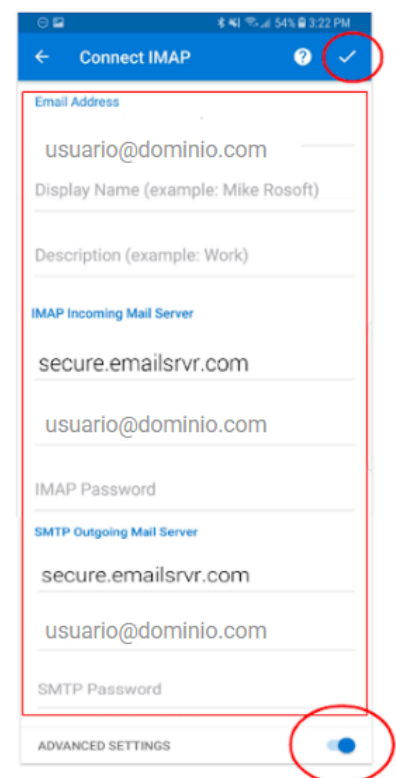 54% 3:22 PM
Connect IMAP
?
Email Address
usuario@dominio.com
Display Name (example: Mike Rosoft)
Description (example: Work)
IMAP Incoming Mail Server
secure.emailsrvr.com
usuario@dominio.com
IMAP Password
SMTP Outgoing Mail Server
secure.emailsrvr.com
usuario@dominio.com
SMTP Password
ADVANCED SETTINGS